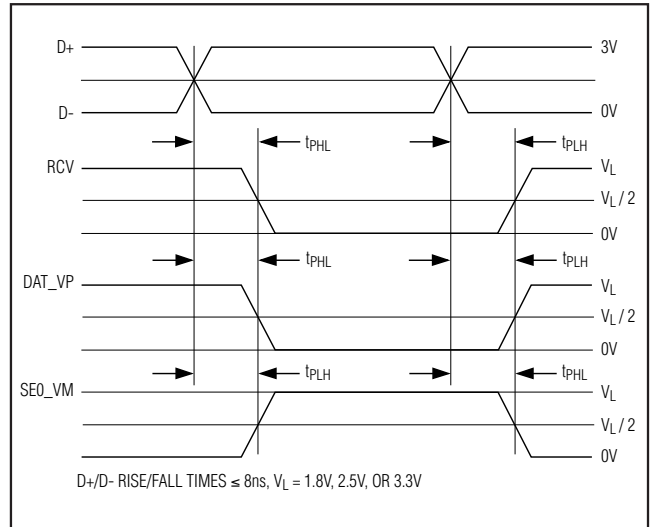 D+
3V
D-
0V
tPHL
tPLH
RCV
VL
VL / 2
0V
tPHL
tPLH
DAT_VP
VL
VL / 2
0V
tPLH
tPHL
SE0_VM
VL
VL / 2
0V
D+/D- RISE/FALL TIMES ≤ 8ns, VL = 1.8V, 2.5V, OR 3.3V